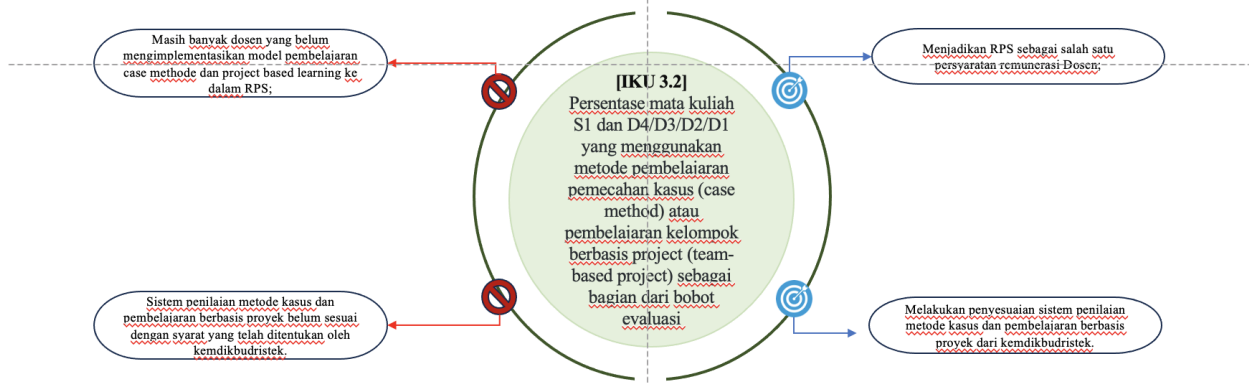 Masih banyak dosen yang belum
mengimplementasikan model pembelajaran
case methode dan project based learning ke
dalam RPS;
Menjadikan RPS sebagai salah satu
persyaratan remunerasi Dosen;
[IKU 3.2]
Persentase mata kuliah
S1 dan D4/D3/D2/D1
yang menggunakan
metode pembelajaran
pemecahan kasus (case
method) atau
pembelajaran kelompok
berbasis project (team-
based project) sebagai
bagian dari bobot
evaluasi
Sistem penilaian metode kasus dan
pembelajaran berbasis proyek belum sesuai
dengan syarat yang telah ditentukan oleh
kemdikbudristek.
Melakukan penyesuaian sistem penilaian
metode kasus dan pembelajaran berbasis
proyek dari kemdikbudristek.